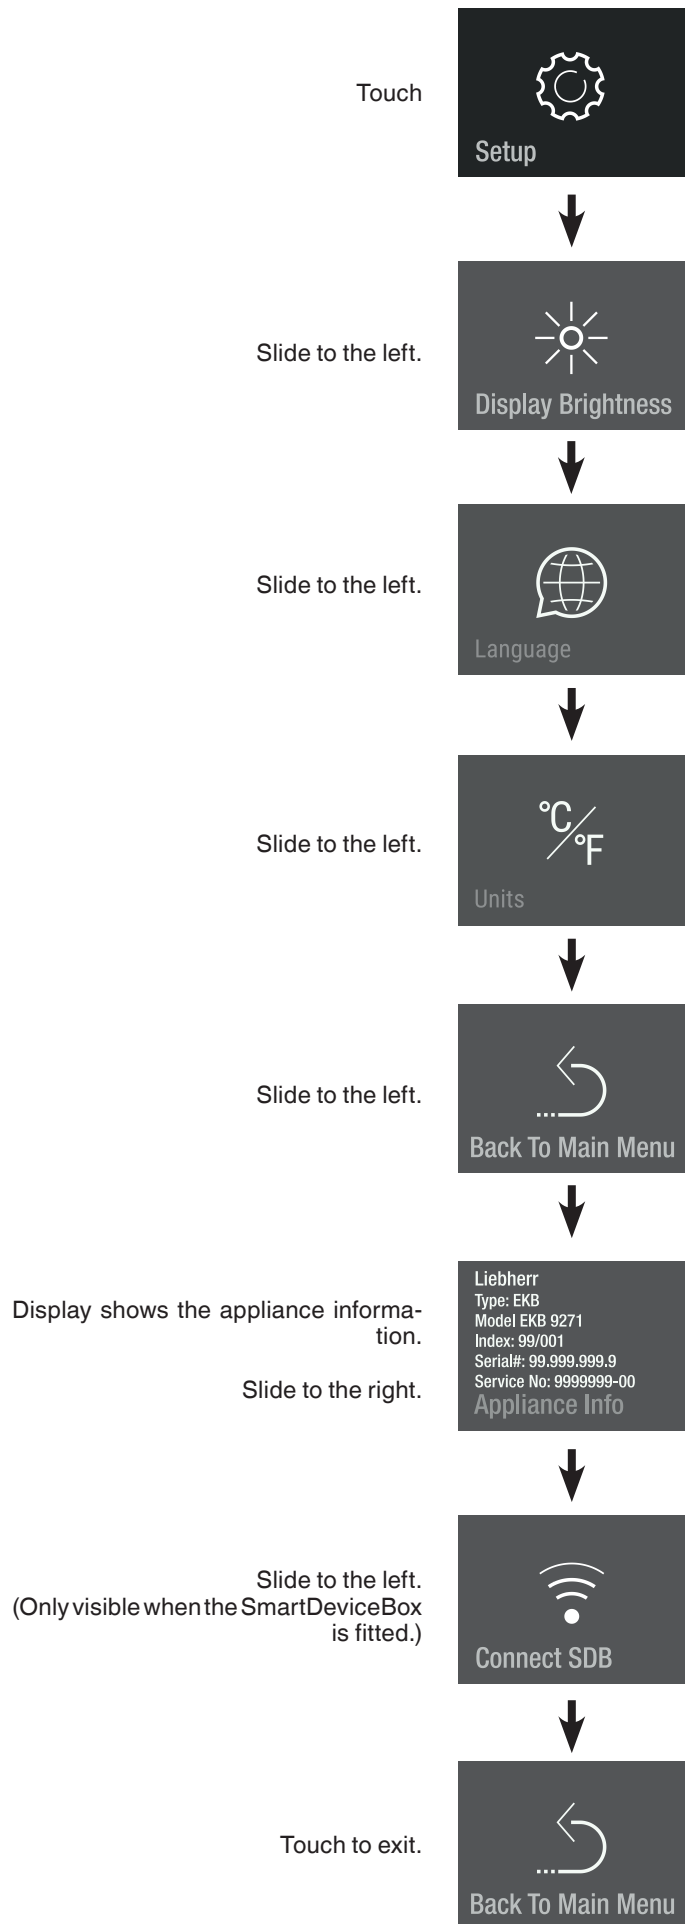 Touch
Setup
Slide to the left.
Display Brightness
Slide to the left.
Language
Slide to the left.
°C/°F
Units
Slide to the left.
Back To Main Menu
Display shows the appliance informa-
tion.
Slide to the right.
Liebherr
Type: EKB
Model EKB 9271
Index: 99/001
Serial#: 99.999.999.9
Service No: 9999999-00
Appliance Info
Slide to the left.
(Only visible when the SmartDeviceBox
is fitted.)
Connect SDB
Touch to exit.
Back To Main Menu